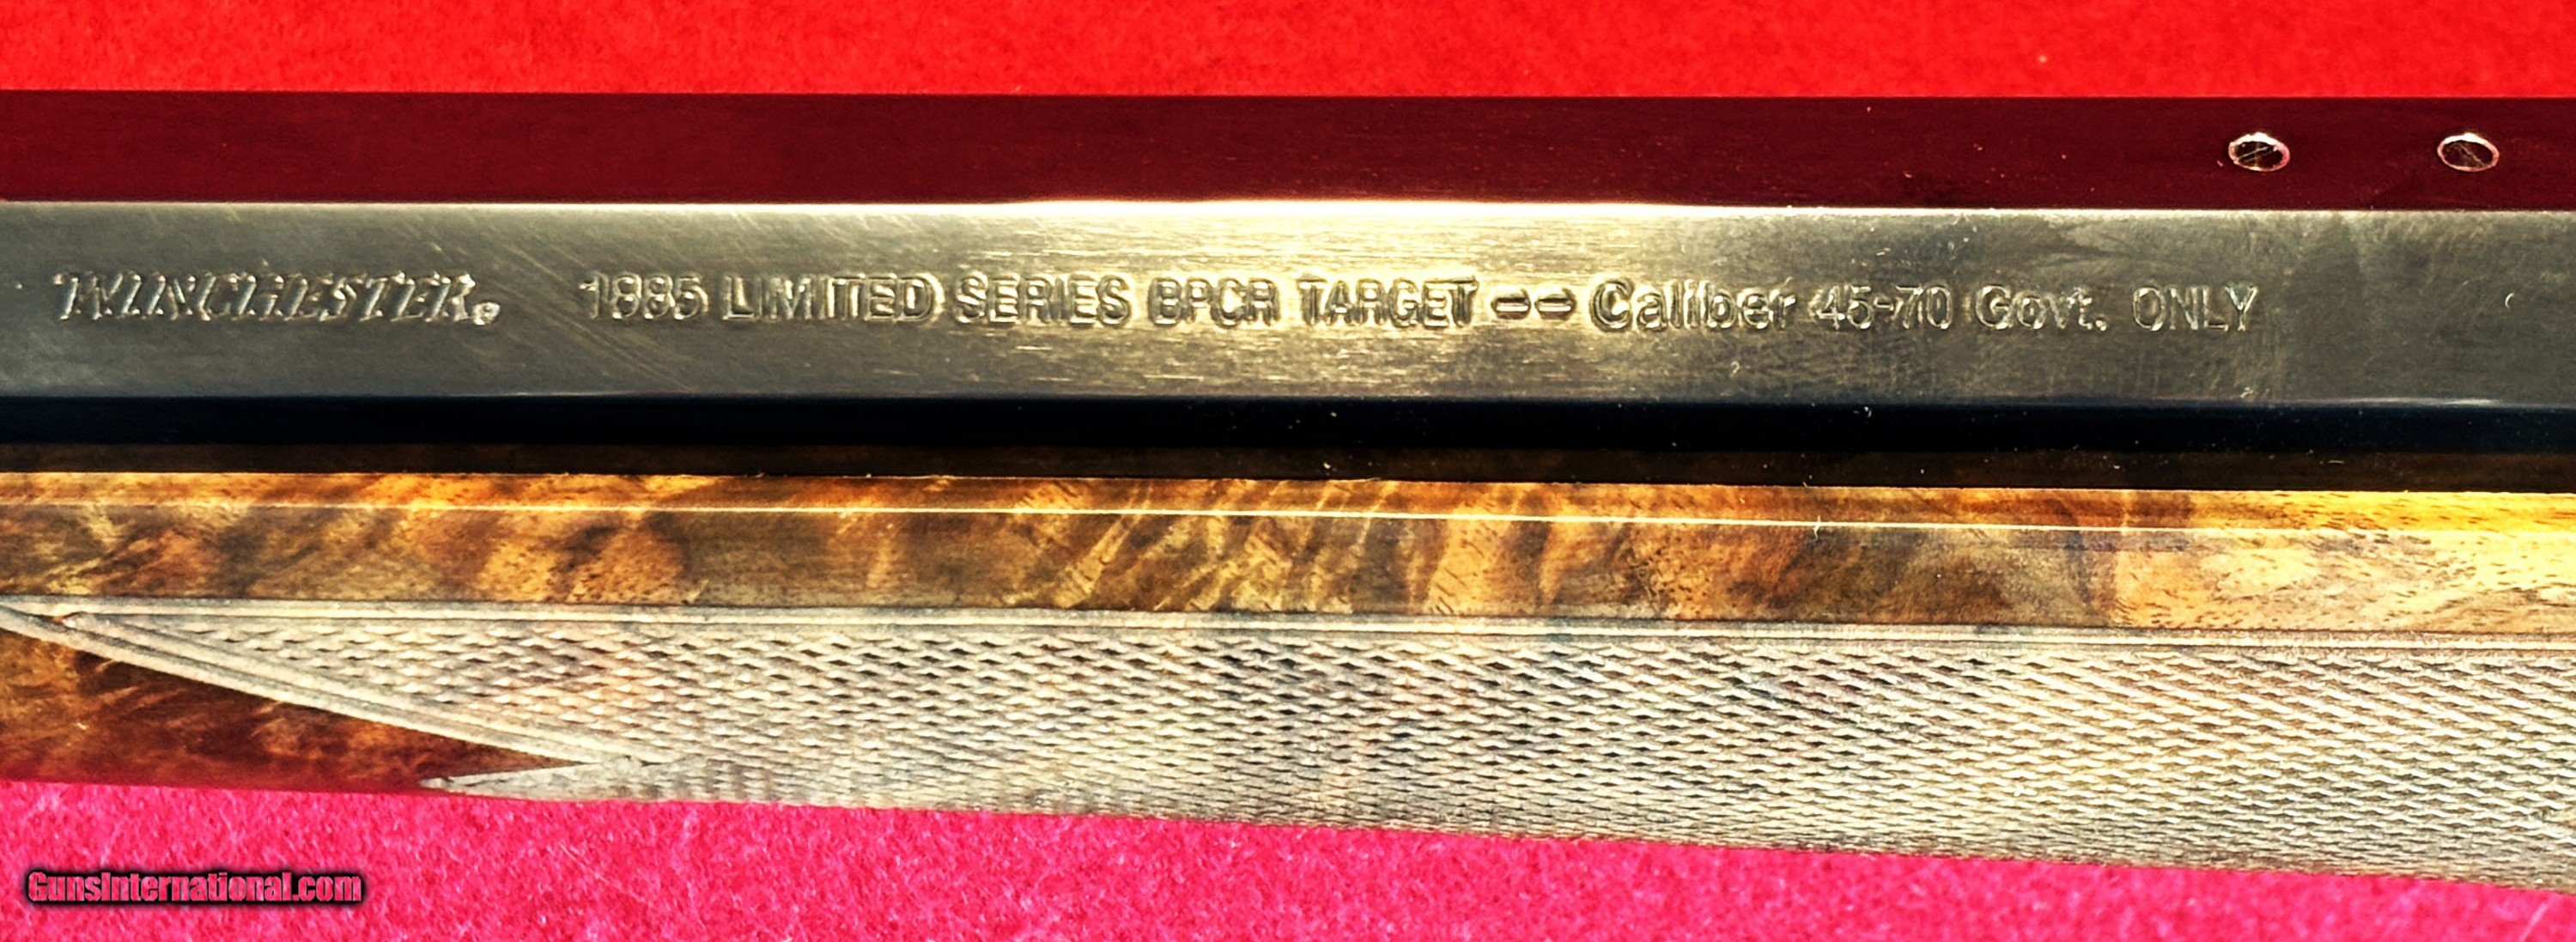 WINCHESTER® 1885 LIMITED SERIES BPCR TARGET -- Caliber 45-70 Govt. ONLY
GunsInternational.com